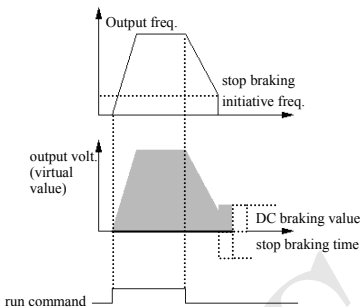 Output freq.
stop braking
initiative freq.
output volt.
(virtual
value)
DC braking value
stop braking time
run command